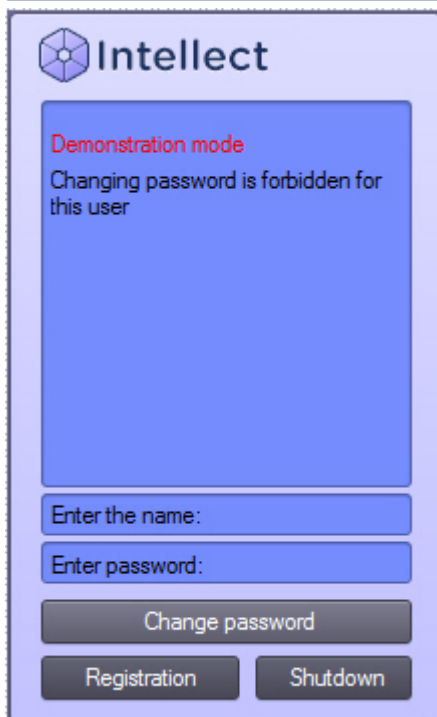 Intellect
Demonstration mode
Changing password is forbidden for
this user
Enter the name:
Enter password:
Change password
Registration
Shutdown